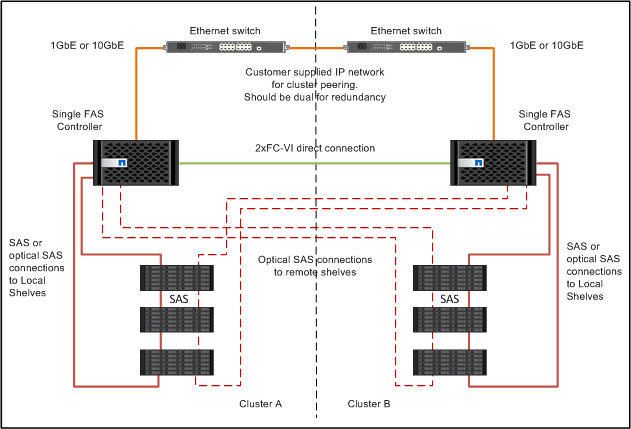 Ethernet switch
Ethernet switch
1GbE or 10GbE
1GbE or 10GbE
Customer supplied IP network
for cluster peering.
Should be dual for redundancy
Single FAS
Controller
Single FAS
Controller
2xFC-VI direct connection
SAS or
optical SAS
connections
to Local
Shelves
Optical SAS connections
to remote shelves
SAS or
optical SAS
connections
to Local
Shelves
SAS
SAS
Cluster A
Cluster B